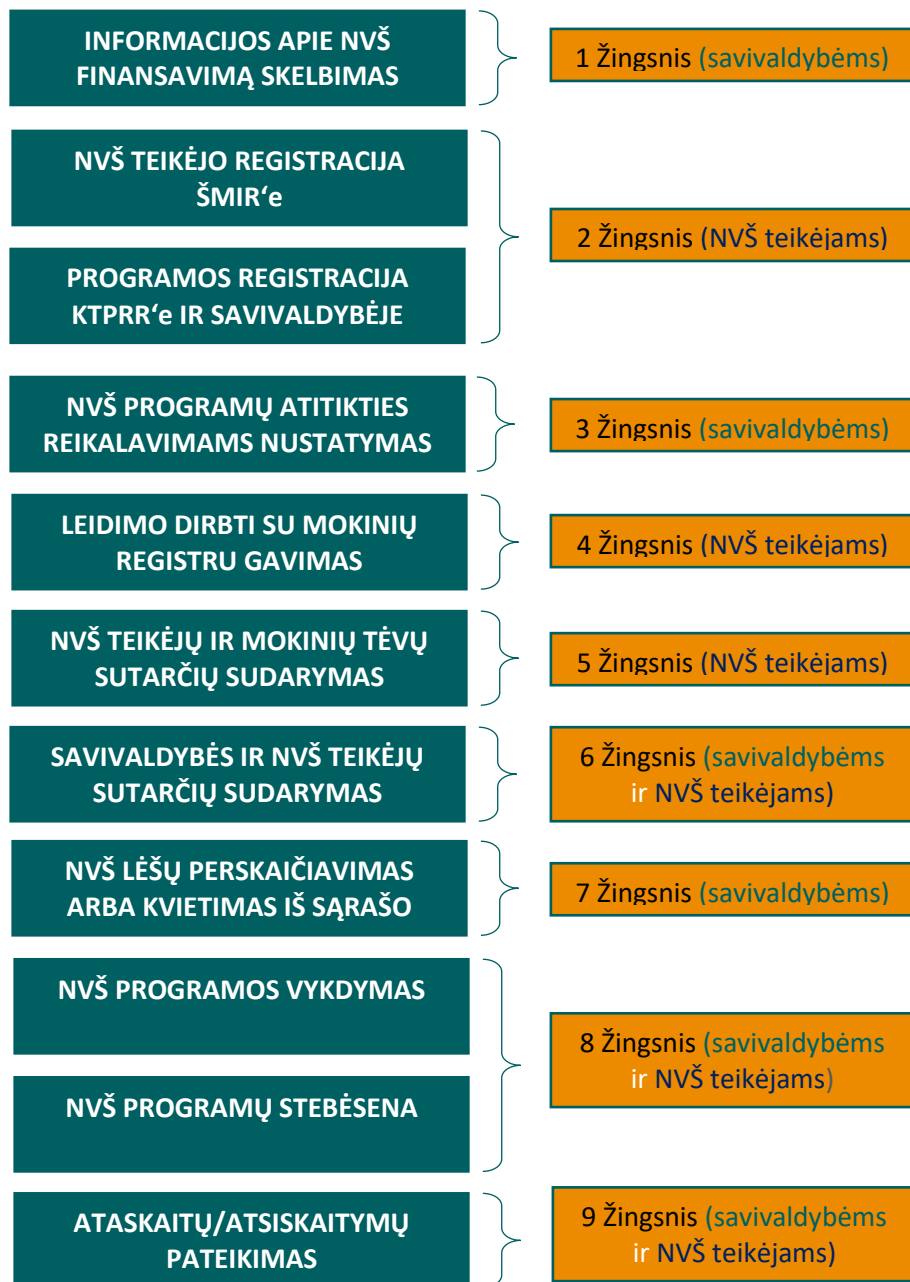 INFORMACIJOS APIE NVŠ
FINANSAVIMĄ SKELBIMAS
1 Žingsnis (savivaldybėms)
NVŠ TEIKĖJO REGISTRACIJA
ŠMIR‘e
PROGRAMOS REGISTRACIJA
KTPRR‘e IR SAVIVALDYBĖJE
2 Žingsnis (NVŠ teikėjams)
NVŠ PROGRAMŲ ATITIKTIES
REIKALAVIMAMS NUSTATYMAS
3 Žingsnis (savivaldybėms)
LEIDIMO DIRBTI SU MOKINIŲ
REGISTRU GAVIMAS
4 Žingsnis (NVŠ teikėjams)
NVŠ TEIKĖJŲ IR MOKINIŲ TĖVŲ
SUTARČIŲ SUDARYMAS
5 Žingsnis (NVŠ teikėjams)
SAVIVALDYBĖS IR NVŠ TEIKĖJŲ
SUTARČIŲ SUDARYMAS
6 Žingsnis (savivaldybėms
ir NVŠ teikėjams)
NVŠ LĖŠŲ PERSKAIČIAVIMAS
ARBA KVIETIMAS IŠ SĄRAŠO
7 Žingsnis (savivaldybėms)
NVŠ PROGRAMOS VYKDYMAS
NVŠ PROGRAMŲ STEBĖSENA
8 Žingsnis (savivaldybėms
ir NVŠ teikėjams)
ATASKAITŲ/ATSISKAITYMŲ
PATEIKIMAS
9 Žingsnis (savivaldybėms
ir NVŠ teikėjams)